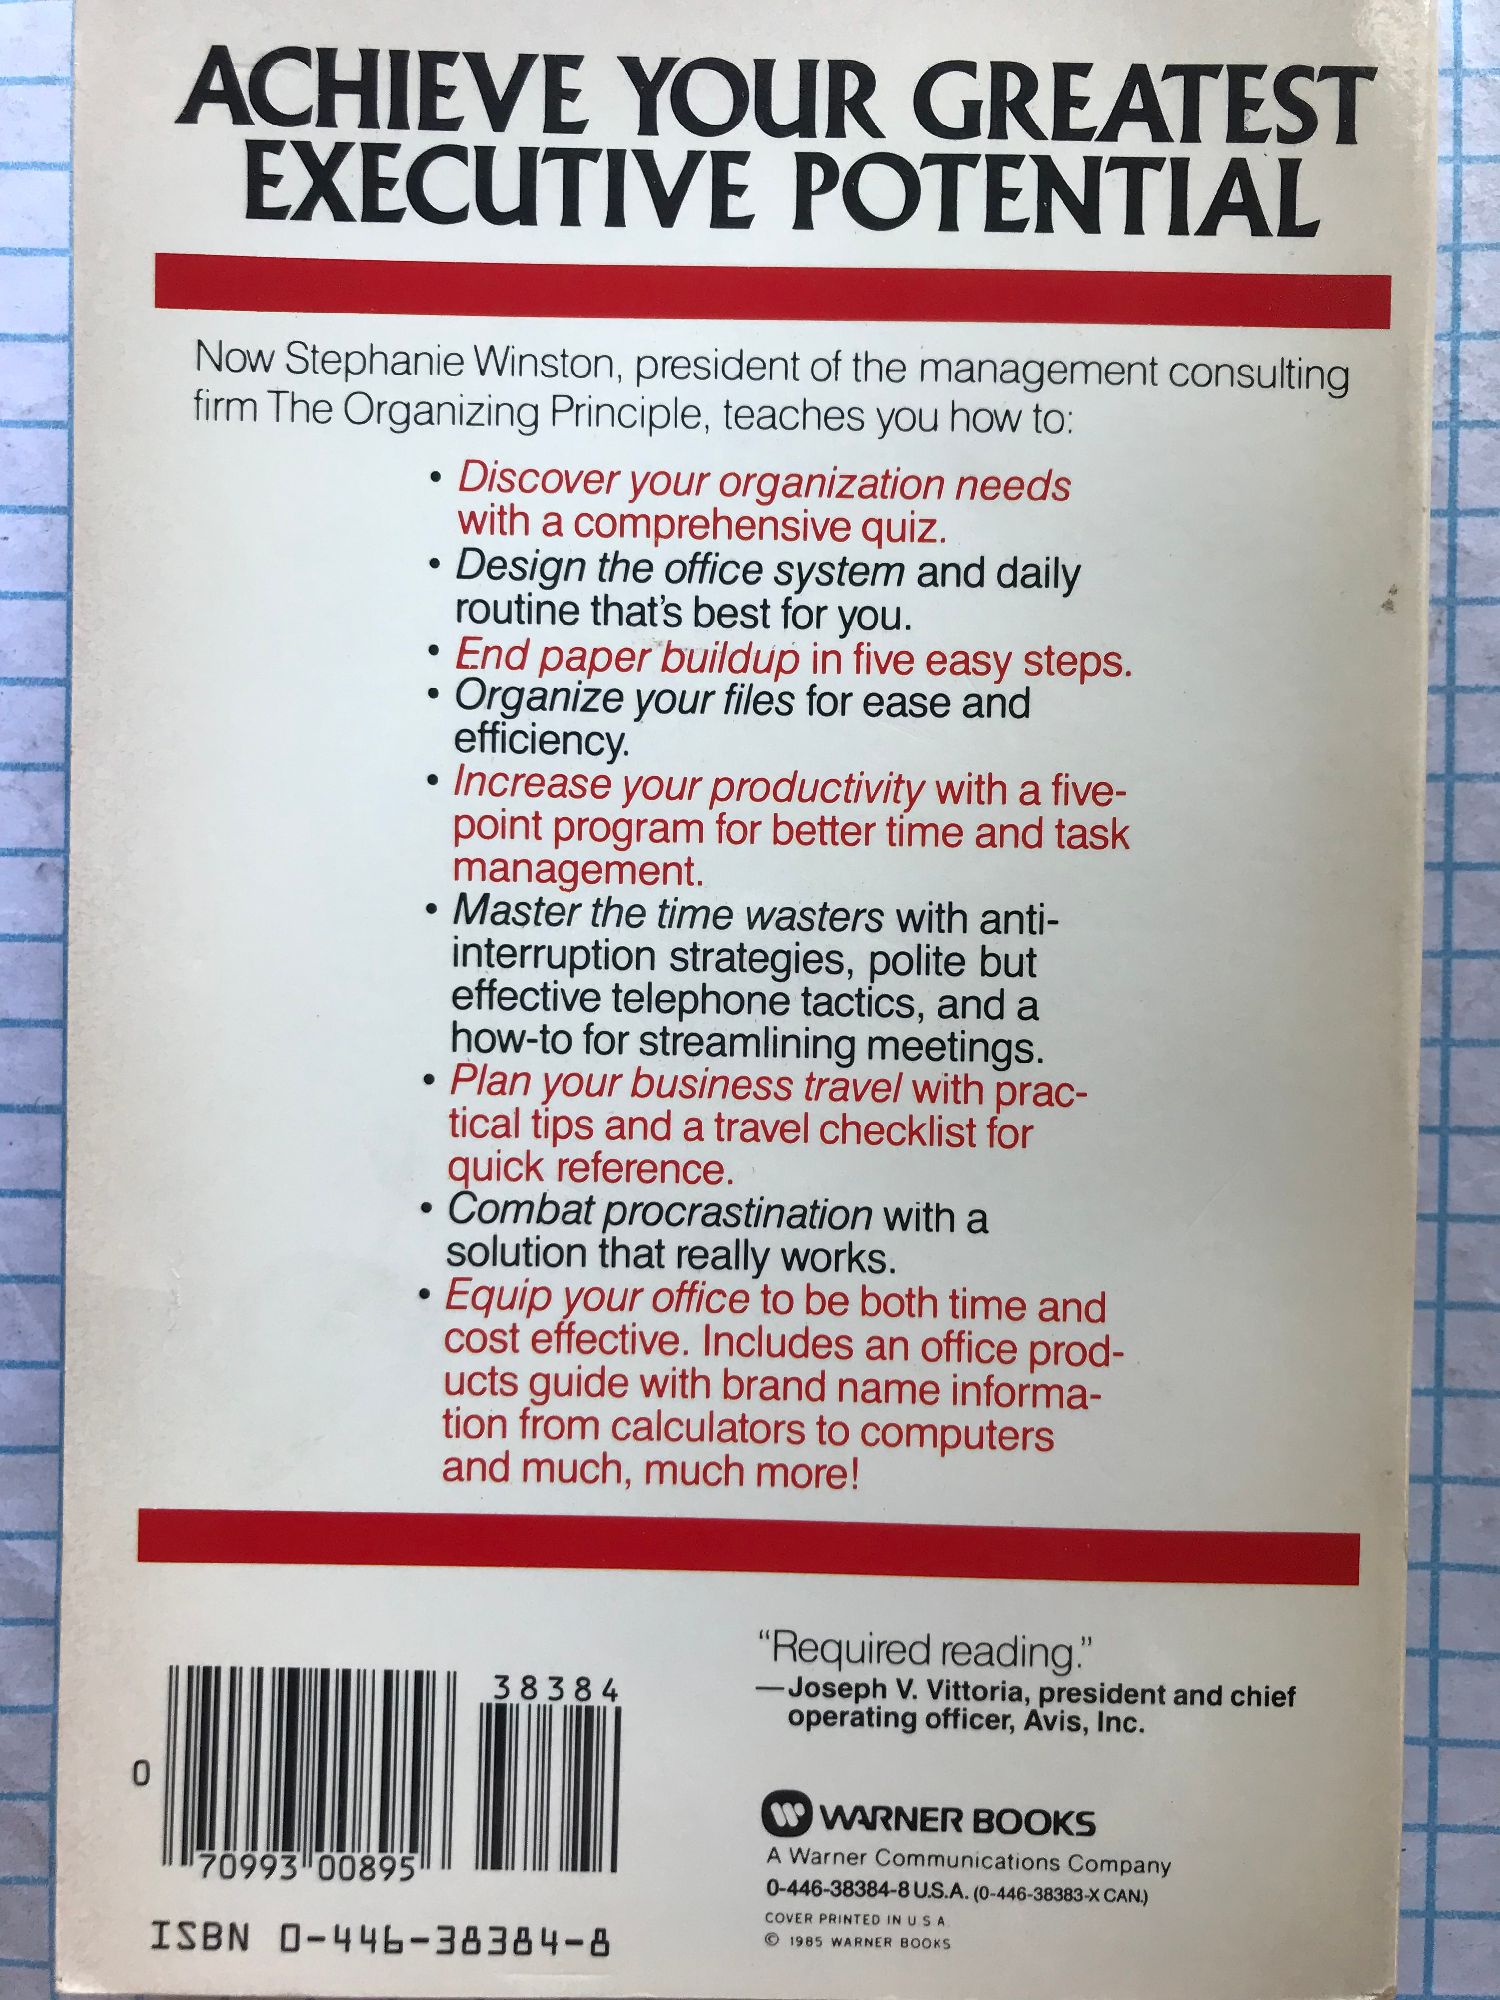 ACHIEVE YOUR GREATEST
EXECUTIVE POTENTIAL
Now Stephanie Winston, president of the management consulting
firm The Organizing Principle, teaches you how to:
• Discover your organization needs
with a comprehensive quiz.
• Design the office system and daily
routine that's best for you.
• End paper buildup in five easy steps.
• Organize your files for ease and
efficiency.
• Increase your productivity with a five-
point program for better time and task
management.
• Master the time wasters with anti-
interruption strategies, polite but
effective telephone tactics, and a
how-to for streamlining meetings.
• Plan your business travel with prac-
tical tips and a travel checklist for
quick reference.
• Combat procrastination with a
solution that really works.
• Equip your office to be both time and
cost effective. Includes an office prod-
ucts guide with brand name informa-
tion from calculators to computers
and much, much more!
38384
0
70993 00895
ISBN 0-446-38384-8
“Required reading.”
—Joseph V. Vittoria, president and chief
operating officer, Avis, Inc.
W WARNER BOOKS
A Warner Communications Company
0-446-38384-8 U.S.A. (0-446-38383-X CAN.)
COVER PRINTED IN U S A
© 1985 WARNER BOOKS